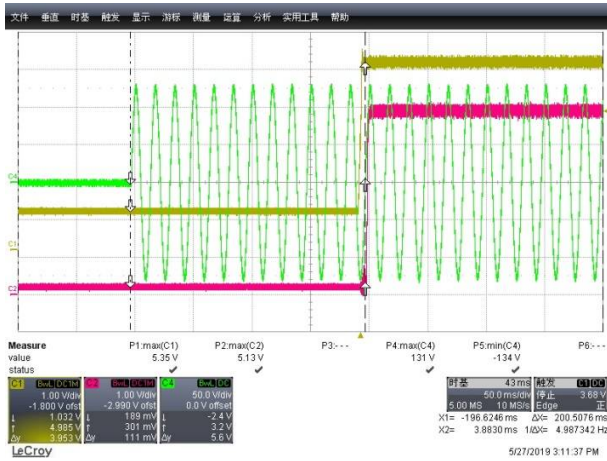 文件 垂直 时基 触发 显示 游标 测量 运算 分析 实用工具 帮助
C4
C1
C2
Measure P1:max(C1) P2:max(C2) P3:--- P4:max(C4) P5:min(C4) P6:---
value 5.35 V 5.13 V 131 V -134 V
status
C1 BwL DC1M C2 BwL DC1M C4 BwL DC 时基 43 ms 触发 C1 DC
1.00 V/div 1.00 V/div 50.0 V/div 50.0 ms/div 停止 3.68 V
-1.800 V ofst -2.990 V ofst 0.0 V offset 5.00 MS 10 MS/s Edge 正
↓ 1.032 V ↓ 189 mV ↓ -2.4 V X1= -196.6246 ms ΔX= 200.5076 ms
↑ 4.985 V ↑ 301 mV ↑ 3.2 V X2= 3.8830 ms 1/ΔX= 4.987342 Hz
Δy 3.953 V Δy 111 mV Δy 5.6 V
LeCroy 5/27/2019 3:11:37 PM